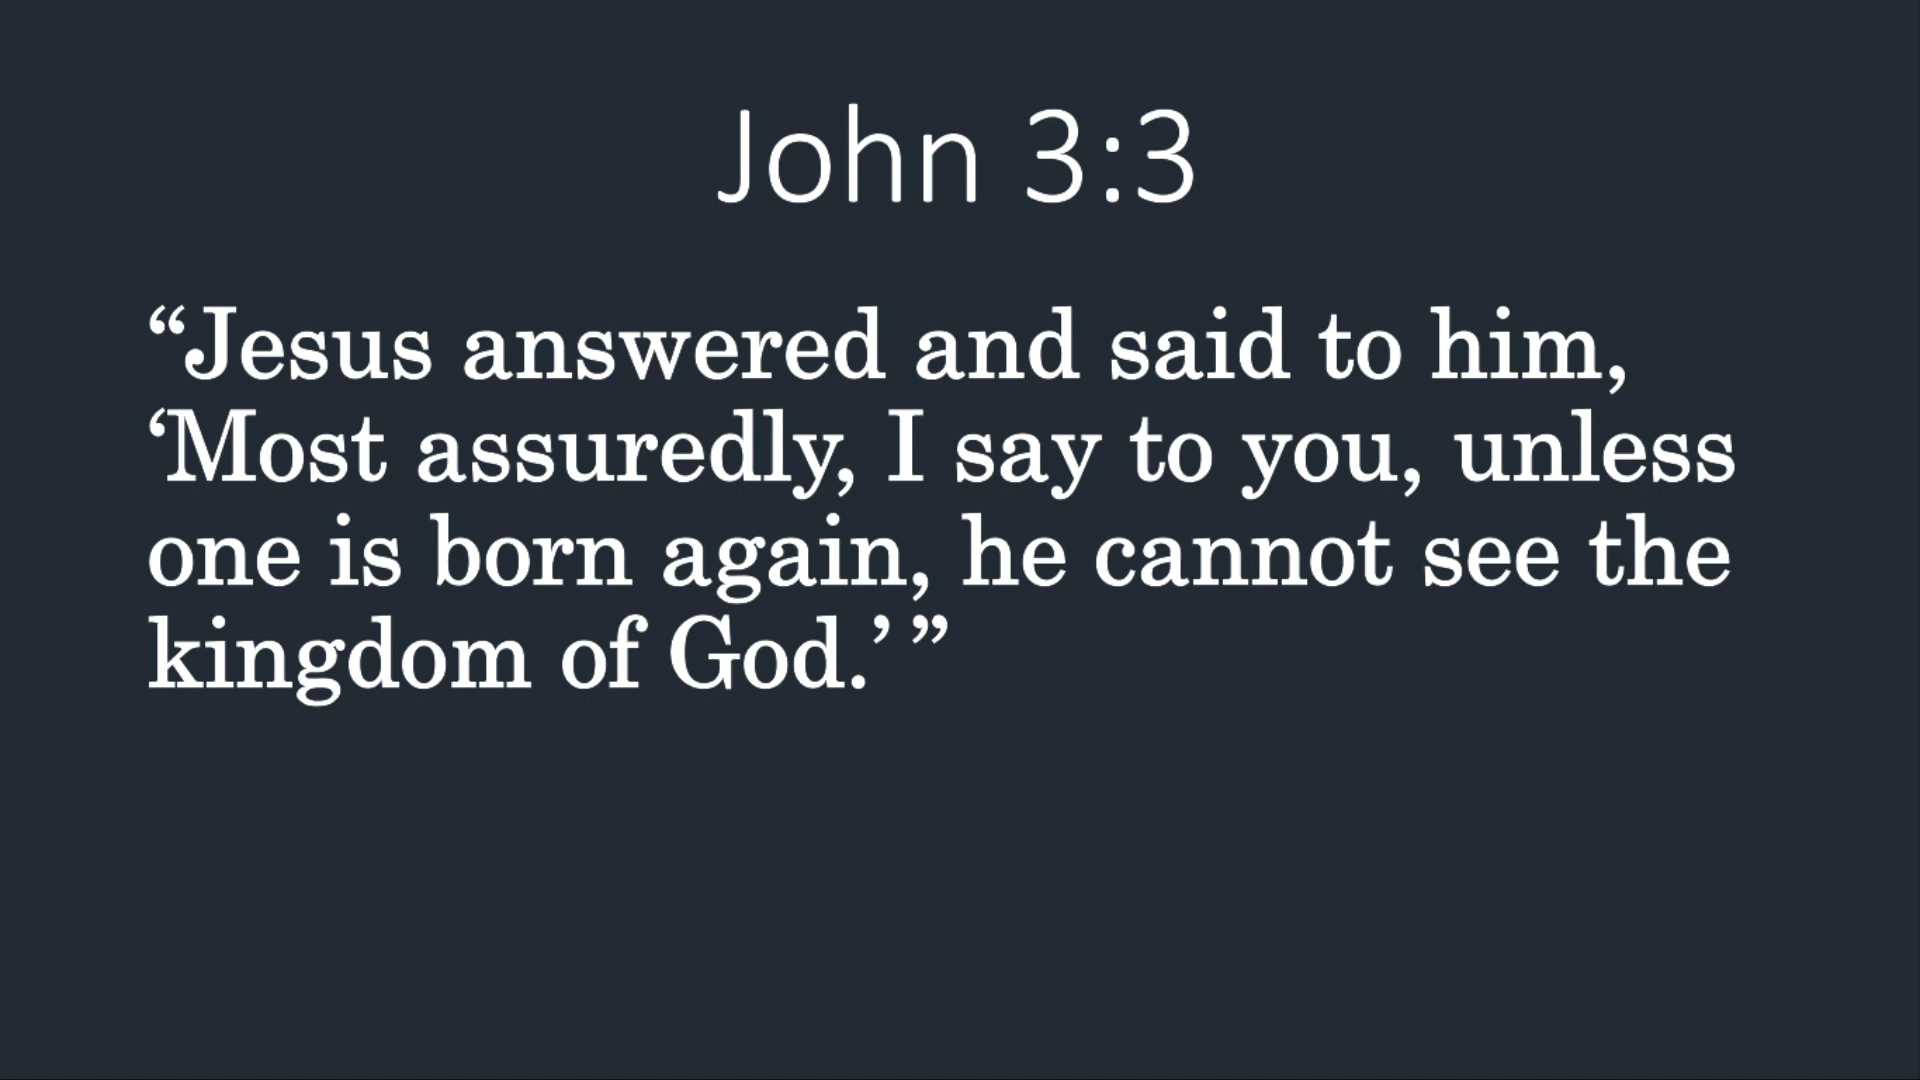 John 3:3
“Jesus answered and said to him,
‘Most assuredly, I say to you, unless
one is born again, he cannot see the
kingdom of God.’ ”